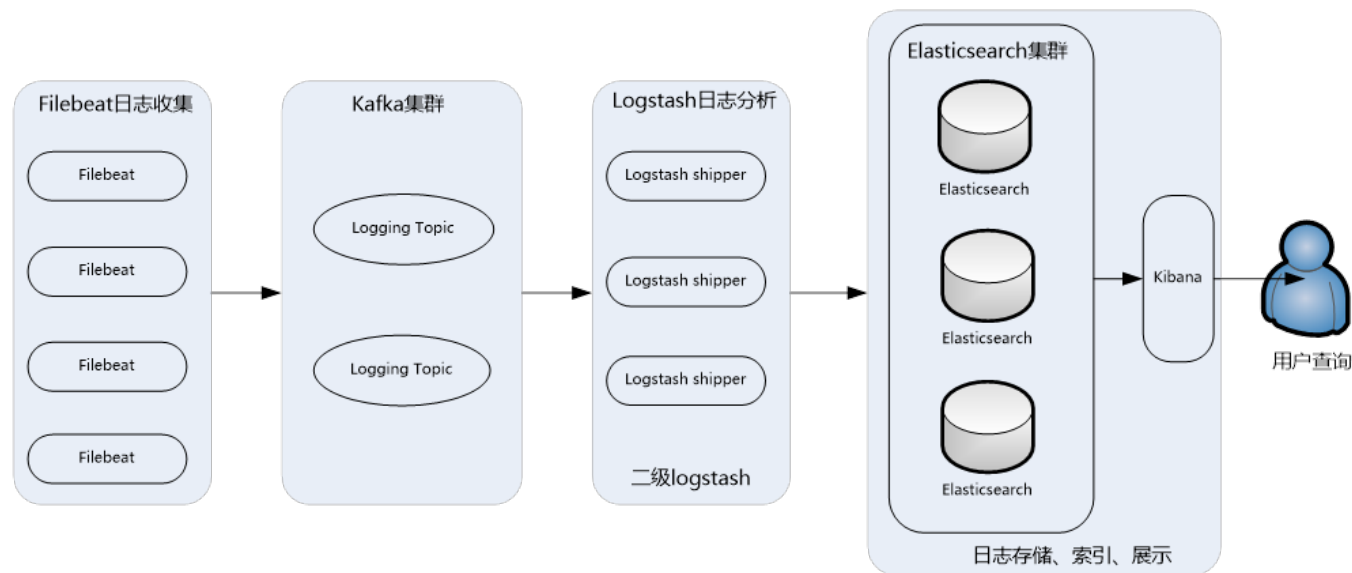 Filebeat日志收集
Filebeat
Filebeat
Filebeat
Filebeat
Kafka集群
Logging Topic
Logging Topic
Logstash日志分析
Logstash shipper
Logstash shipper
Logstash shipper
二级logstash
Elasticsearch集群
Elasticsearch
Elasticsearch
Elasticsearch
Kibana
日志存储、索引、展示
用户查询